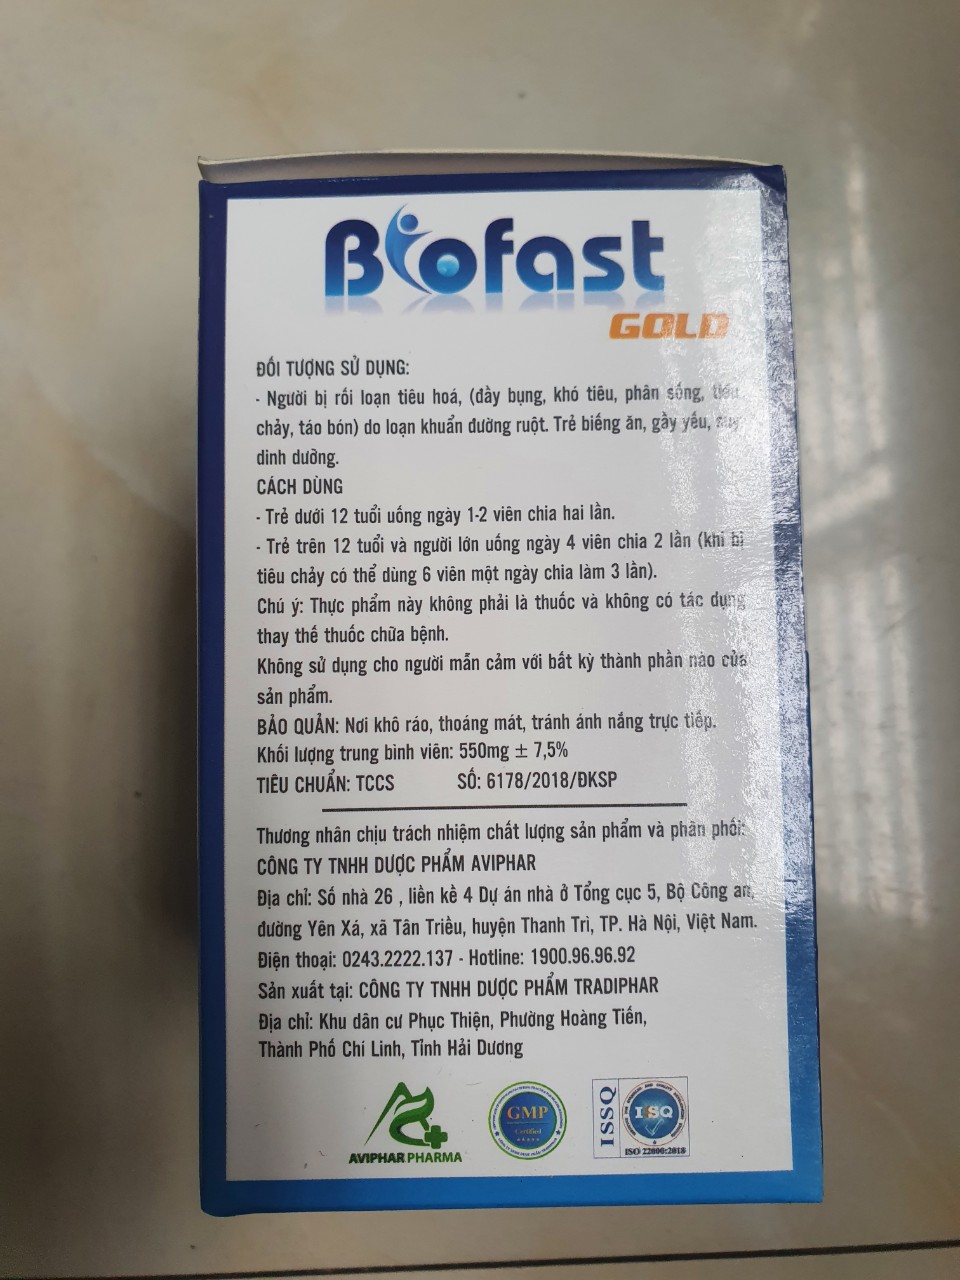 Biofast
GOLD
ĐỐI TƯỢNG SỬ DỤNG:
- Người bị rối loạn tiêu hoá, (đầy bụng, khó tiêu, phân sống, tiêu
chảy, táo bón) do loạn khuẩn đường ruột. Trẻ biếng ăn, gầy yếu, suy
dinh dưỡng.
CÁCH DÙNG
- Trẻ dưới 12 tuổi uống ngày 1-2 viên chia hai lần.
- Trẻ trên 12 tuổi và người lớn uống ngày 4 viên chia 2 lần (khi bị
tiêu chảy có thể dùng 6 viên một ngày chia làm 3 lần).
Chú ý: Thực phẩm này không phải là thuốc và không có tác dụng
thay thế thuốc chữa bệnh.
Không sử dụng cho người mẫn cảm với bất kỳ thành phần nào của
sản phẩm.
BẢO QUẢN: Nơi khô ráo, thoáng mát, tránh ánh nắng trực tiếp.
Khối lượng trung bình viên: 550mg ± 7,5%
TIÊU CHUẨN: TCCS SỐ: 6178/2018/ĐKSP
Thương nhân chịu trách nhiệm chất lượng sản phẩm và phân phối:
CÔNG TY TNHH DƯỢC PHẨM AVIPHAR
Địa chỉ: Số nhà 26 , liền kề 4 Dự án nhà ở Tổng cục 5, Bộ Công an,
đường Yên Xá, xã Tân Triều, huyện Thanh Trì, TP. Hà Nội, Việt Nam.
Điện thoại: 0243.2222.137 - Hotline: 1900.96.96.92
Sản xuất tại: CÔNG TY TNHH DƯỢC PHẨM TRADIPHAR
Địa chỉ: Khu dân cư Phục Thiện, Phường Hoàng Tiến,
Thành Phố Chí Linh, Tỉnh Hải Dương
AVIPHAR PHARMA
GMP
Certified
ISSQ
ISSQ
ISO 22000:2018